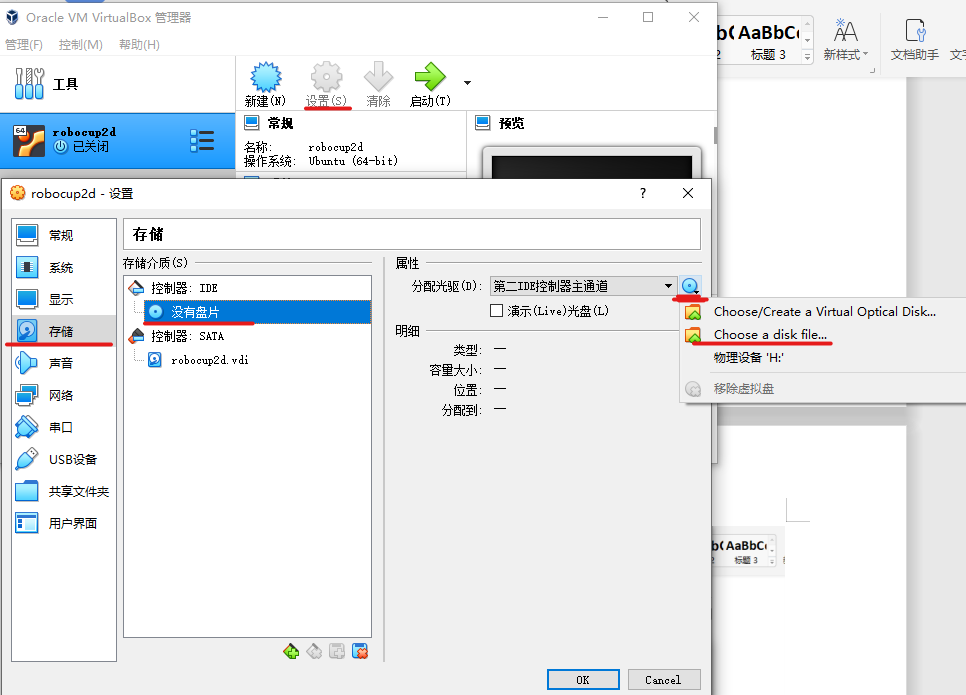 Oracle VM VirtualBox 管理器
管理(F) 控制(M) 帮助(H)
工具
新建(N) 设置(S) 清除 启动(T)
64
robocup2d
已关闭
常规
名称: robocup2d
操作系统: Ubuntu (64-bit)
预览
AaBbC
标题 3
新样式
文档助手
robocup2d - 设置
?
常规
系统
显示
存储
声音
网络
串口
USB设备
共享文件夹
用户界面
存储
存储介质(S)
控制器: IDE
没有盘片
控制器: SATA
robocup2d.vdi
属性
分配光驱(D): 第二IDE控制器主通道
演示(Live)光盘(L)
明细
类型: —
容量大小: —
位置: —
分配到: —
Choose/Create a Virtual Optical Disk...
Choose a disk file...
物理设备 'H:'
移除虚拟盘
AaBbC
标题 3
OK Cancel